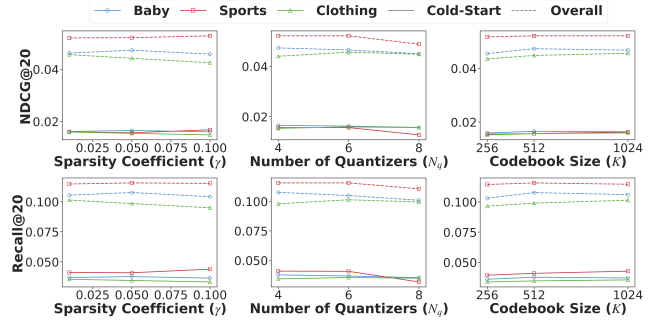 Baby Sports Clothing Cold-Start Overall
NDCG@20
0.04
0.02
0.025 0.050 0.075 0.100
Sparsity Coefficient (γ)
0.04
0.02
4 6 8
Number of Quantizers (N_q)
0.04
0.02
256 512 1024
Codebook Size (K)
Recall@20
0.100
0.075
0.050
0.025 0.050 0.075 0.100
Sparsity Coefficient (γ)
0.100
0.075
0.050
4 6 8
Number of Quantizers (N_q)
0.100
0.075
0.050
256 512 1024
Codebook Size (K)